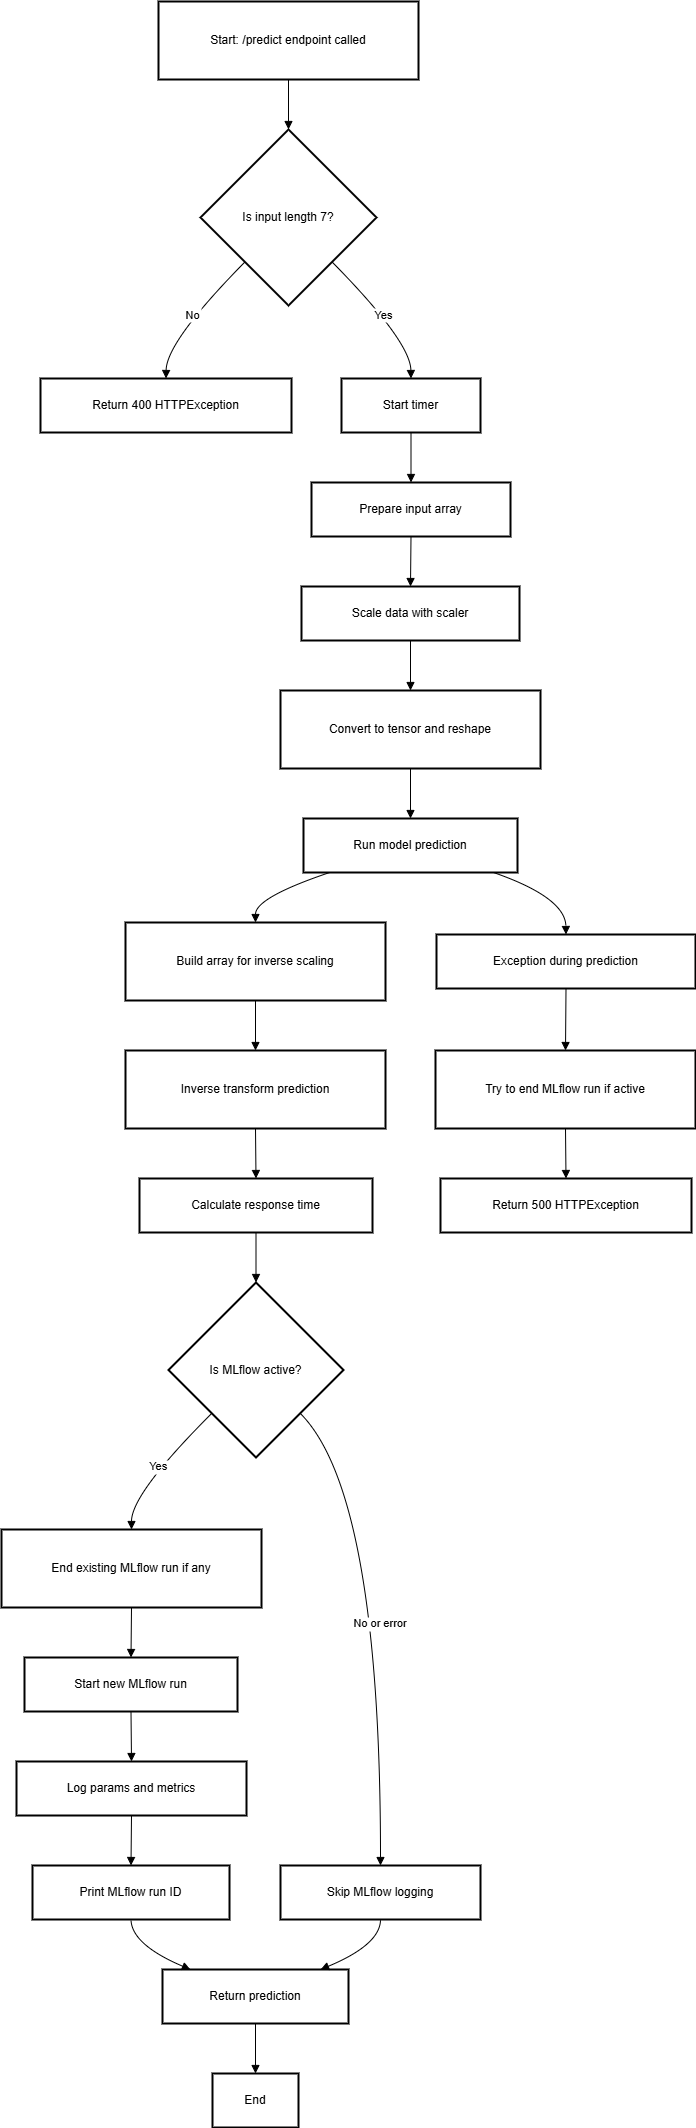 Start: /predict endpoint called
Is input length 7?
No
Yes
Return 400 HTTPException
Start timer
Prepare input array
Scale data with scaler
Convert to tensor and reshape
Run model prediction
Build array for inverse scaling
Exception during prediction
Inverse transform prediction
Try to end MLflow run if active
Calculate response time
Return 500 HTTPException
Is MLflow active?
Yes
End existing MLflow run if any
No or error
Start new MLflow run
Log params and metrics
Print MLflow run ID
Skip MLflow logging
Return prediction
End